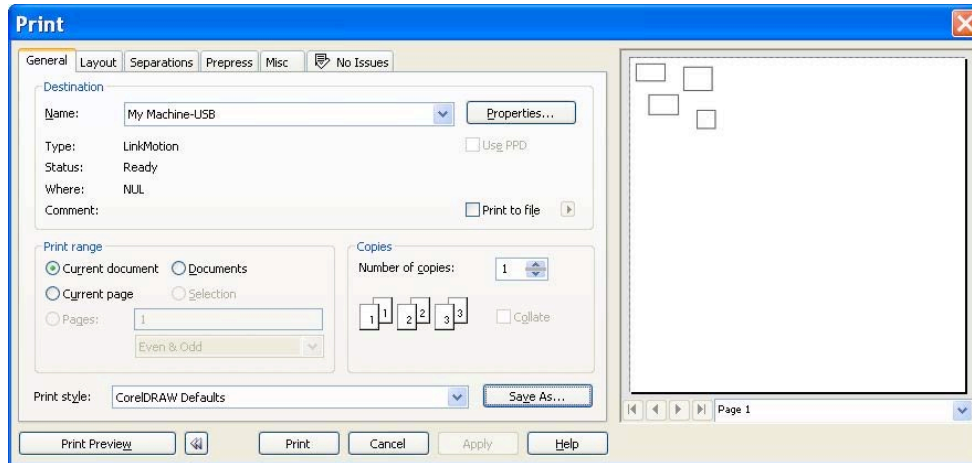 Print
General Layout Separations Prepress Misc No Issues
Destination
Name: My Machine-USB Properties...
Type: LinkMotion Use PPD
Status: Ready
Where: NUL
Comment: Print to file
Print range
Current document Documents
Current page Selection
Pages: 1
Even & Odd
Copies
Number of copies: 1
1 1 2 2 3 3 Collate
Print style: CorelDRAW Defaults Save As...
Page 1
Print Preview Print Cancel Apply Help